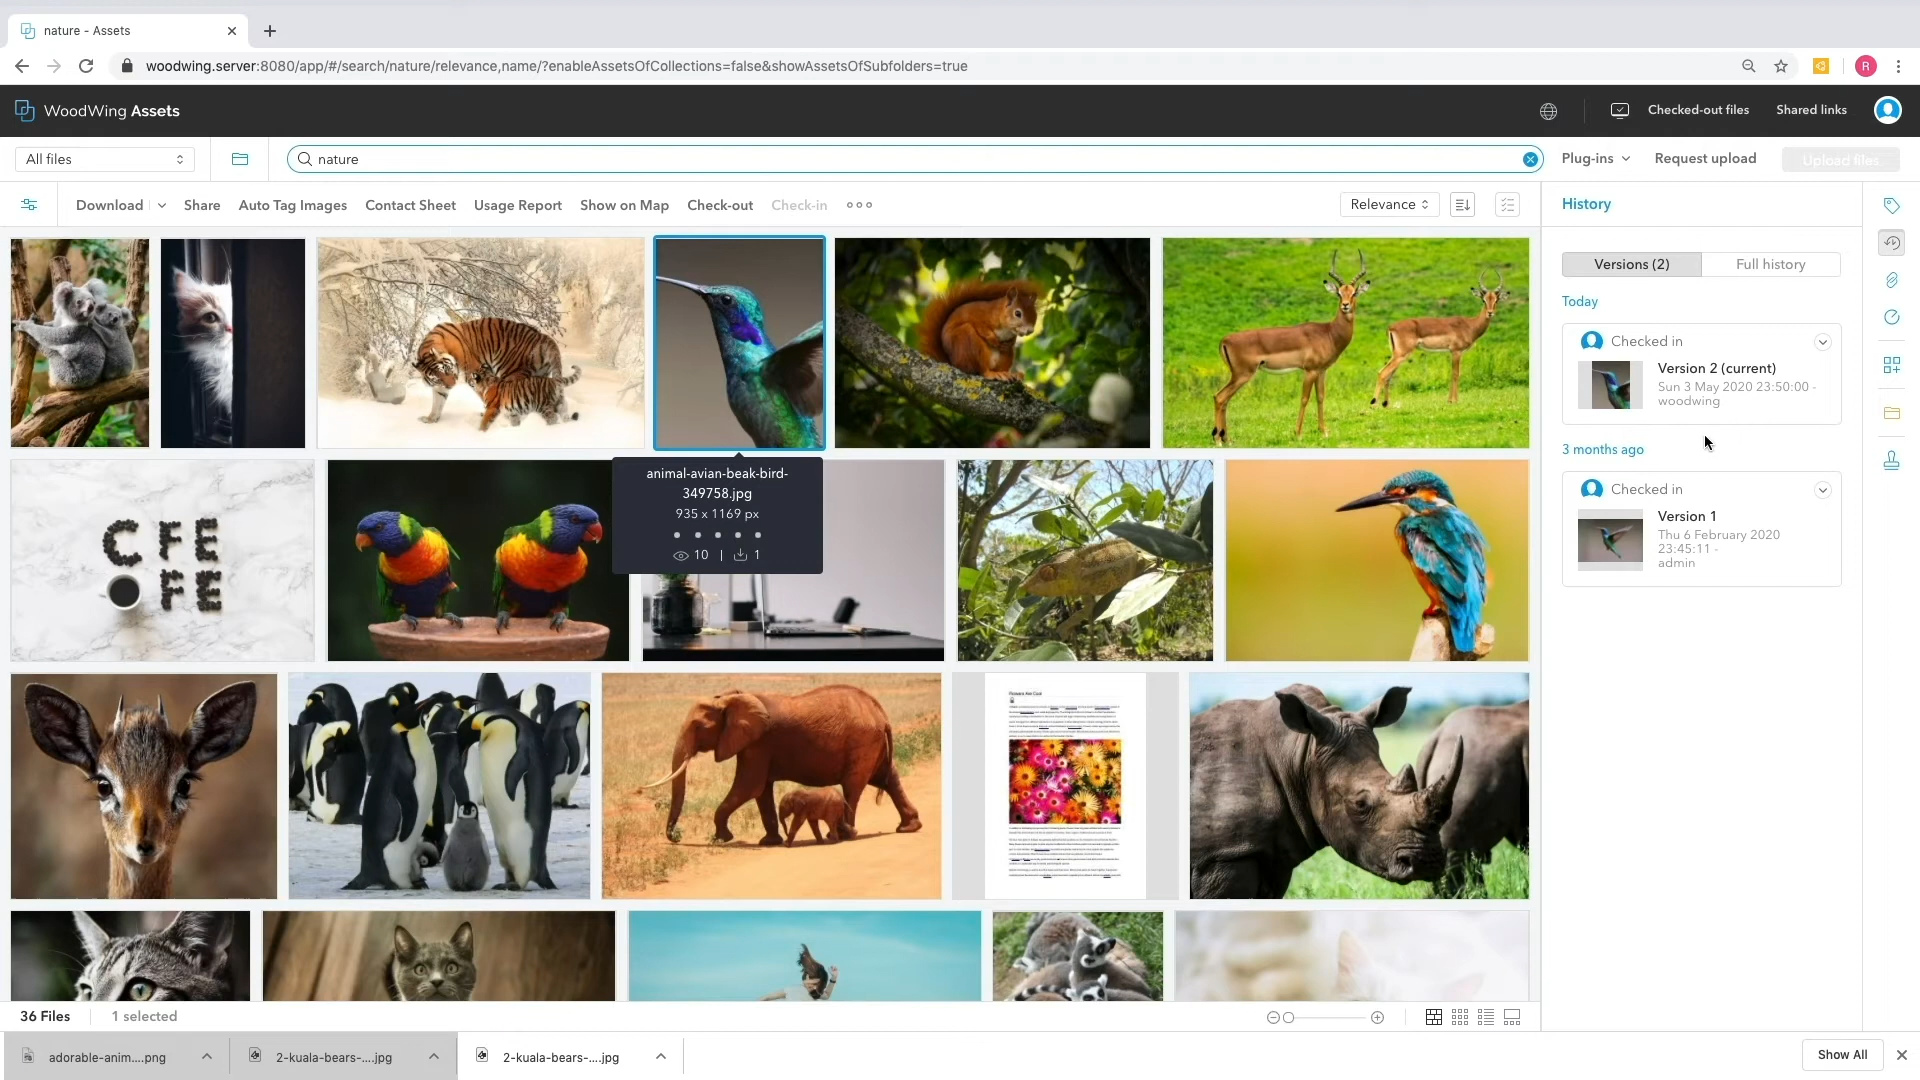 nature - Assets
woodwing.server:8080/app/#/search/nature/relevance,name/?enableAssetsOfCollections=false&showAssetsOfSubfolders=true
R
WoodWing Assets
Checked-out files
Shared links
All files
nature
Plug-ins
Request upload
Upload files
Download
Share
Auto Tag Images
Contact Sheet
Usage Report
Show on Map
Check-out
Check-in
Relevance
History
Versions (2)
Full history
Today
Checked in
Version 2 (current)
Sun 3 May 2020 23:50:00 -
woodwing
3 months ago
Checked in
Version 1
Thu 6 February 2020
23:45:11 -
admin
animal-avian-beak-bird-
349758.jpg
935 x 1169 px
10 | 1
C FE
FE
36 Files
1 selected
adorable-anim....png
2-kuala-bears-....jpg
2-kuala-bears-....jpg
Show All